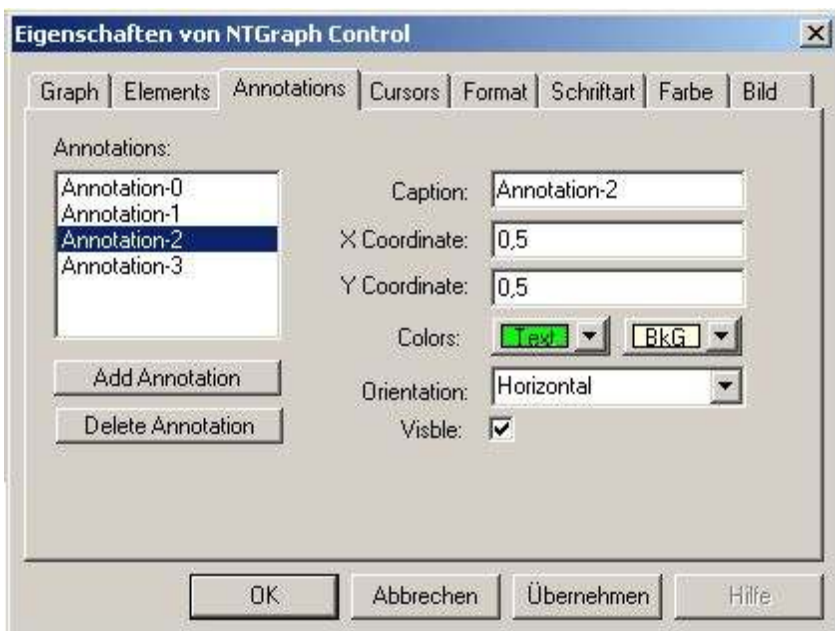 Eigenschaften von NTGraph Control
Graph Elements Annotations Cursors Format Schriftart Farbe Bild
Annotations:
Annotation-0
Annotation-1
Annotation-2
Annotation-3
Add Annotation
Delete Annotation
Caption: Annotation-2
X Coordinate: 0,5
Y Coordinate: 0,5
Colors: Text BkG
Orientation: Horizontal
Visble:
OK Abbrechen Übernehmen Hilfe